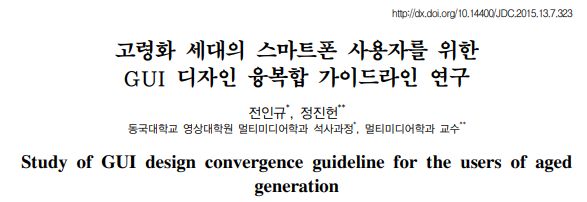 http://dx.doi.org/10.14400/JDC.2015.13.7.323
고령화 세대의 스마트폰 사용자를 위한
GUI 디자인 융복합 가이드라인 연구
전인규*, 정진헌**
동국대학교 영상대학원 멀티미디어학과 석사과정*, 멀티미디어학과 교수**
Study of GUI design convergence guideline for the users of aged
generation